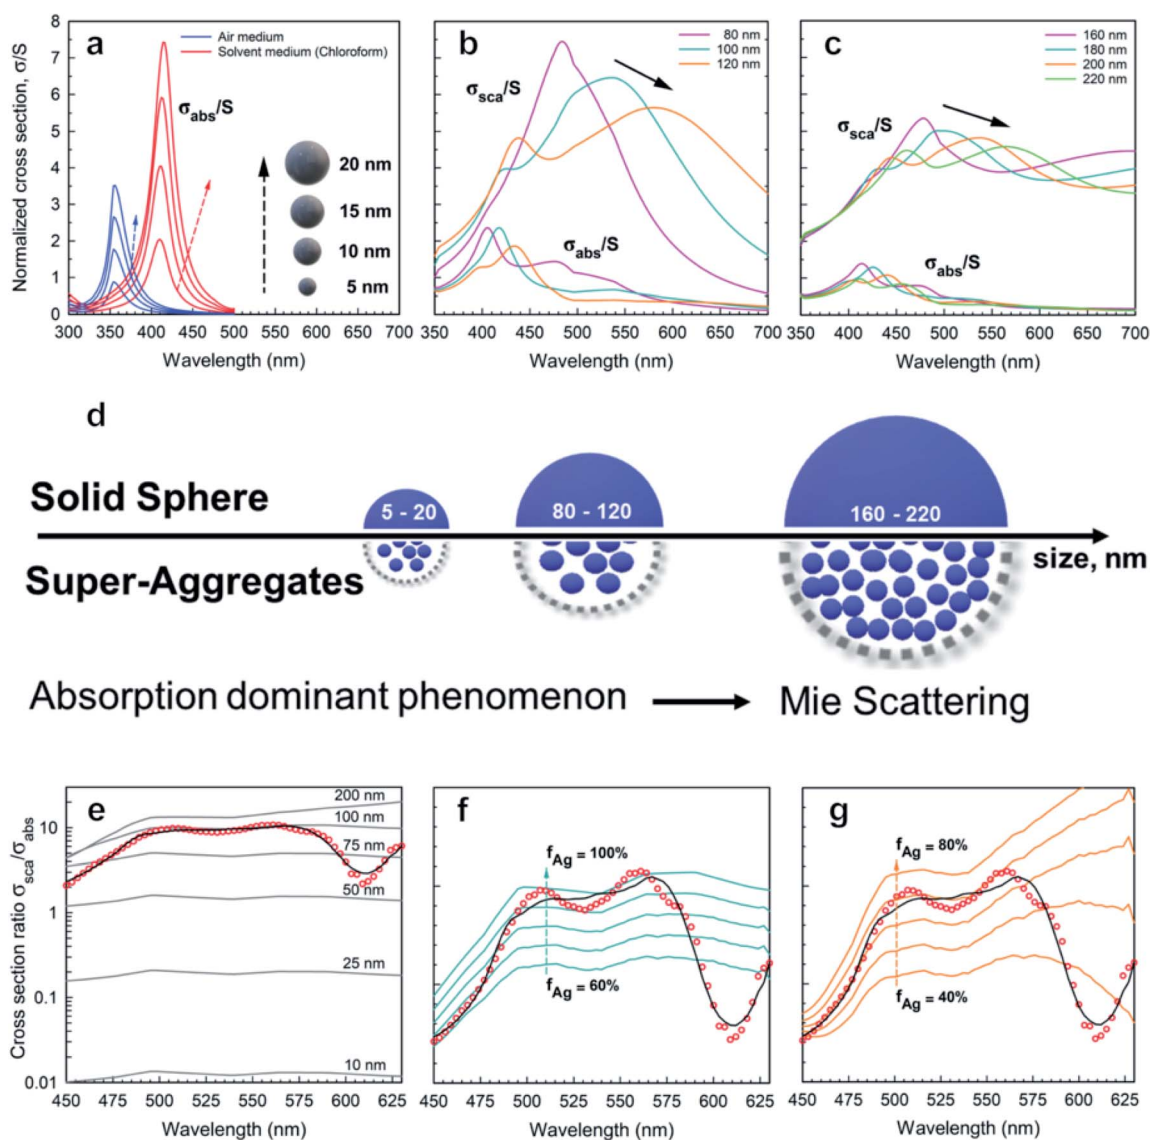 a
Air medium
Solvent medium (Chloroform)
σabs/S
20 nm
15 nm
10 nm
5 nm
Normalized cross section, σ/S
8
7
6
5
4
3
2
1
0
300 350 400 450 500 550 600 650 700
Wavelength (nm)
b
80 nm
100 nm
120 nm
σsca/S
σabs/S
350 400 450 500 550 600 650 700
Wavelength (nm)
c
160 nm
180 nm
200 nm
220 nm
σsca/S
σabs/S
350 400 450 500 550 600 650 700
Wavelength (nm)
d
Solid Sphere
5 - 20
80 - 120
160 - 220
size, nm
Super-Aggregates
Absorption dominant phenomenon
Mie Scattering
e
200 nm
100 nm
75 nm
50 nm
25 nm
10 nm
Cross section ratio σsca/σabs
10
1
0.1
0.01
450 475 500 525 550 575 600 625
Wavelength (nm)
f
fAg = 100%
fAg = 60%
450 475 500 525 550 575 600 625
Wavelength (nm)
g
fAg = 80%
fAg = 40%
450 475 500 525 550 575 600 625
Wavelength (nm)